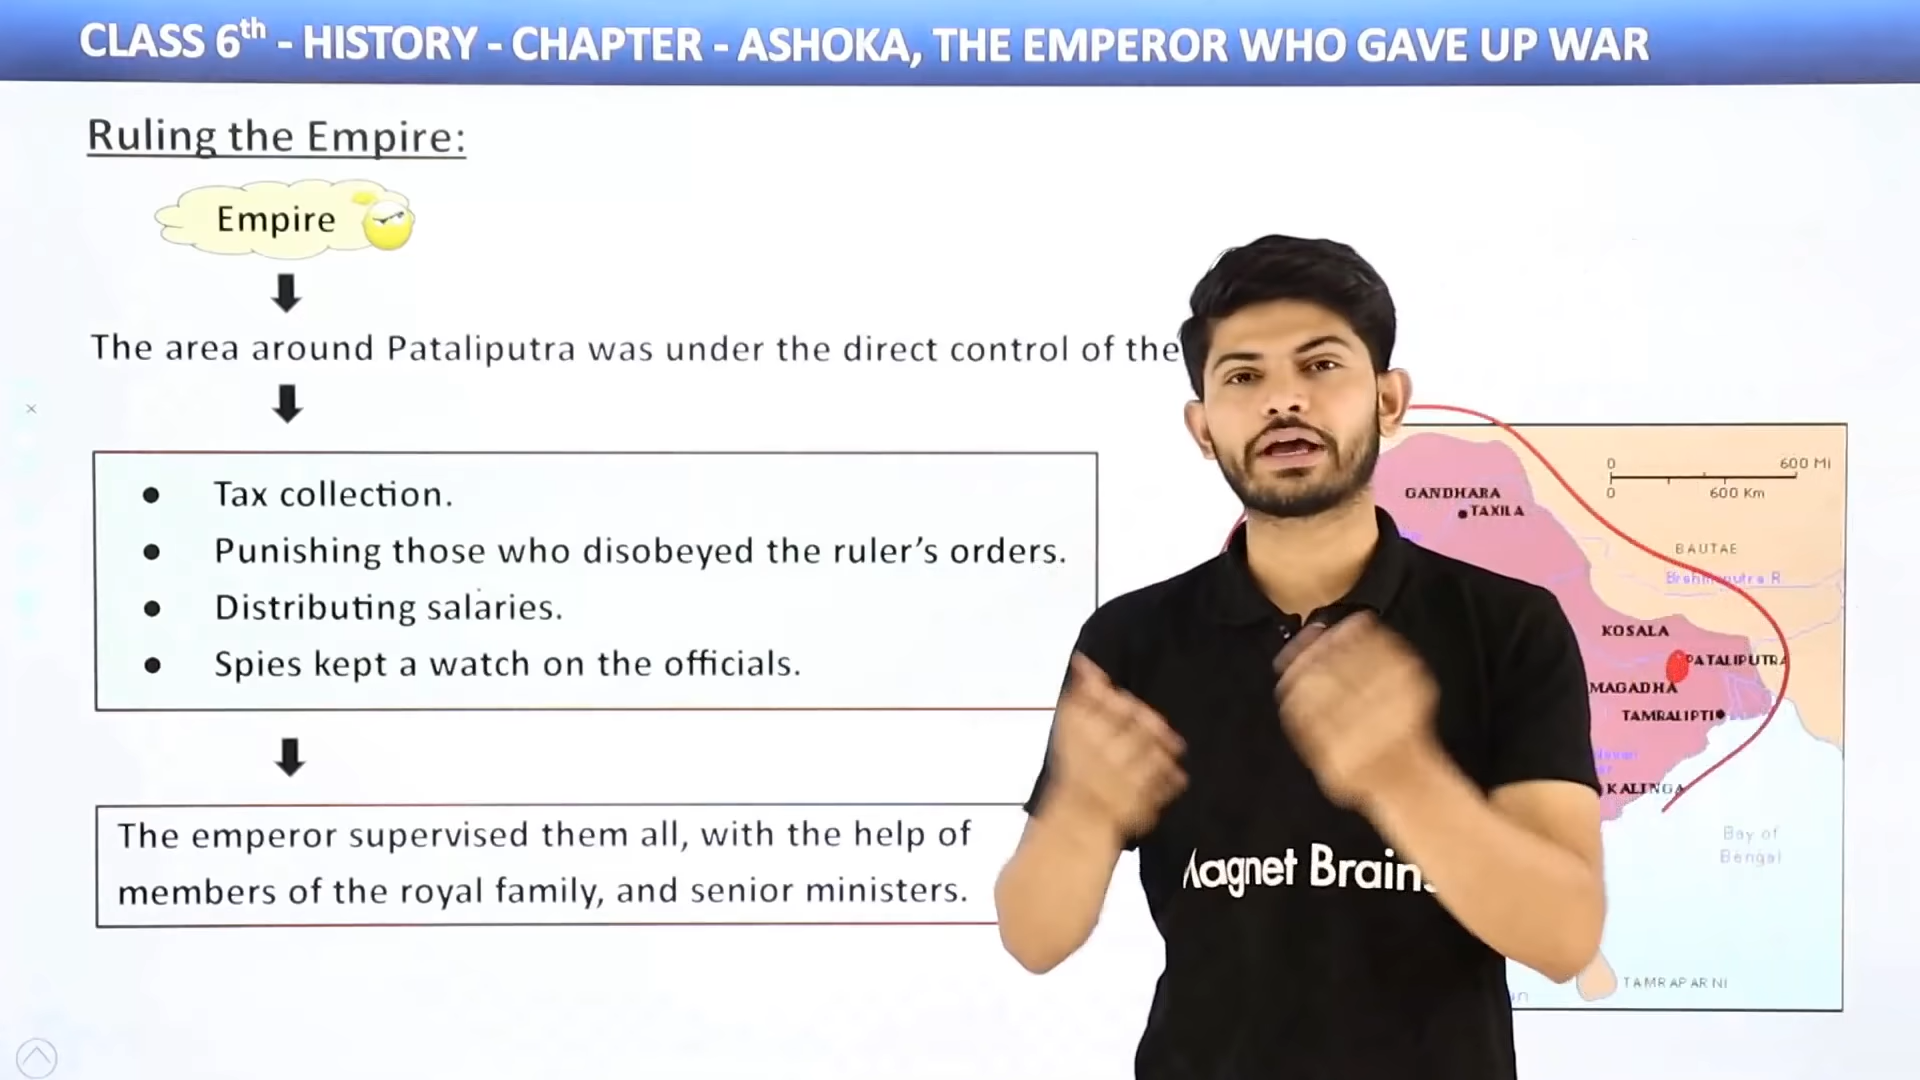 CLASS 6th - HISTORY - CHAPTER - ASHOKA, THE EMPEROR WHO GAVE UP WAR
Ruling the Empire:
Empire
The area around Pataliputra was under the direct control of the
● Tax collection.
● Punishing those who disobeyed the ruler's orders.
● Distributing salaries.
● Spies kept a watch on the officials.
The emperor supervised them all, with the help of
members of the royal family, and senior ministers.
0 600 Mi
0 600 Km
GANDHARA
TAXILA
BAUTAE
Brahmaputra R
KOSALA
PATALIPUTRA
MAGADHA
TAMRALIPTI
KALINGA
Bay of
Bengal
TAMRAPARNI
agnet Brain